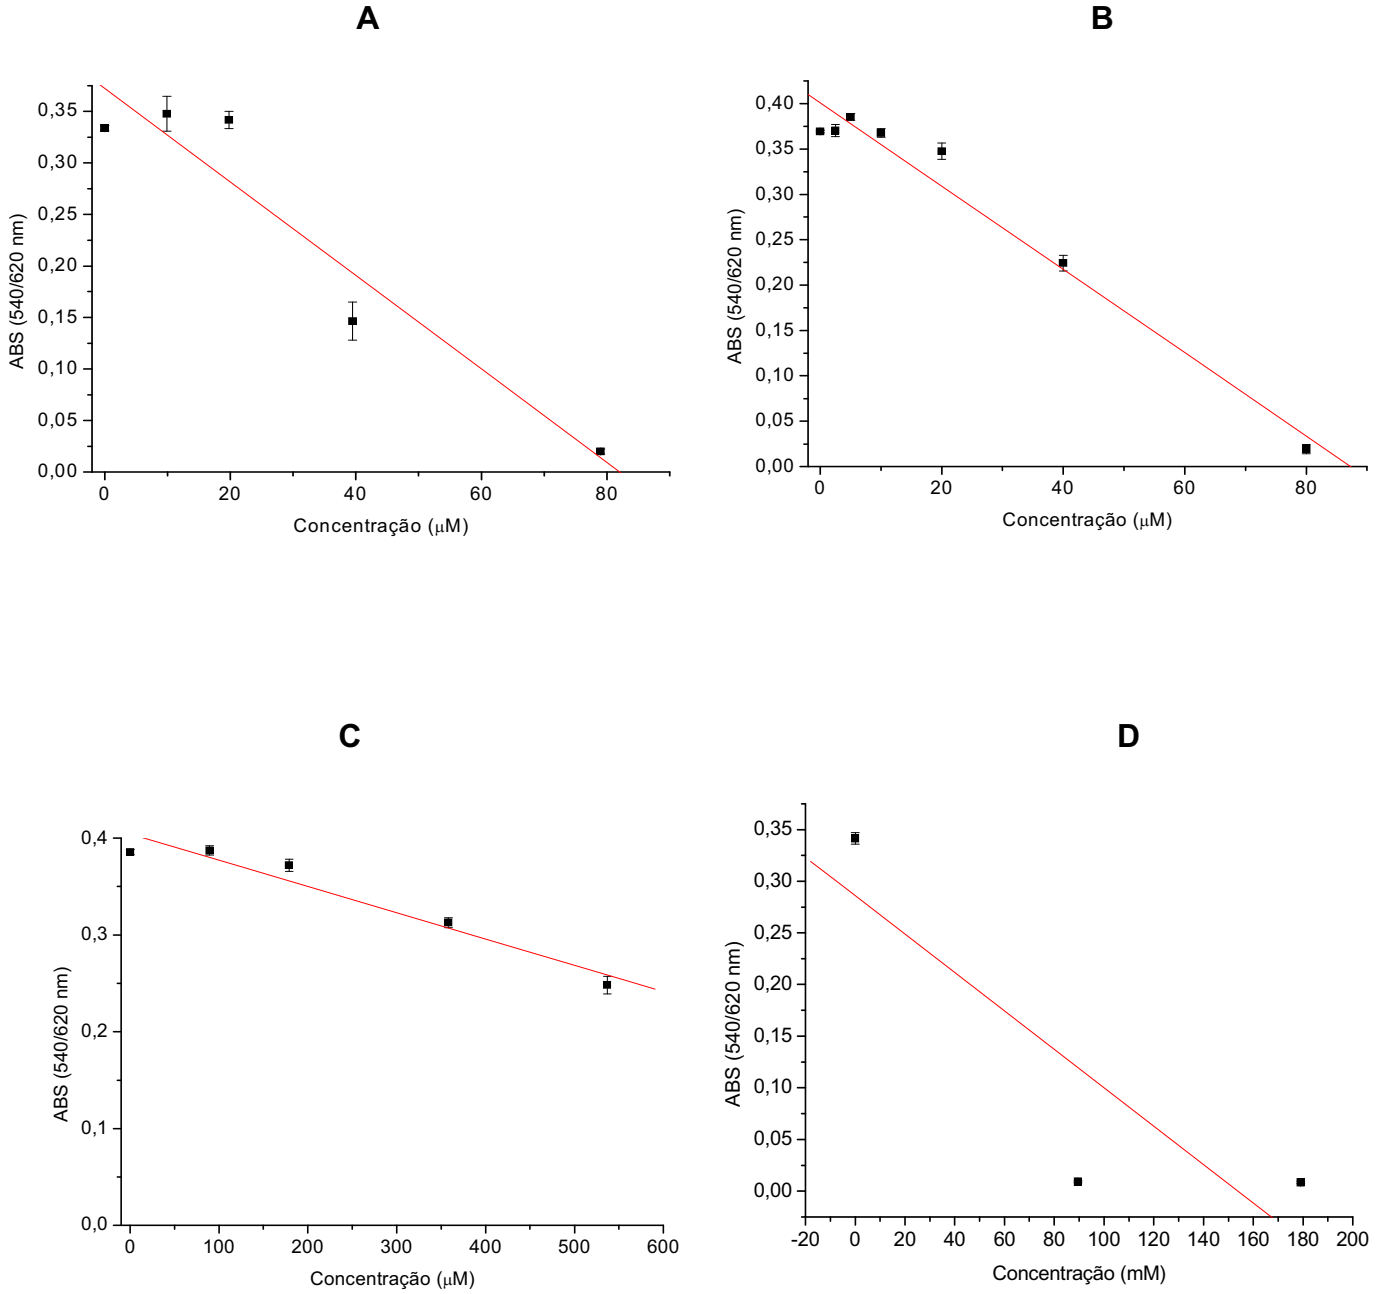 A
ABS (540/620 nm)
0,35
0,30
0,25
0,20
0,15
0,10
0,05
0,00
0 20 40 60 80
Concentração (μM)
B
ABS (540/620 nm)
0,40
0,35
0,30
0,25
0,20
0,15
0,10
0,05
0,00
0 20 40 60 80
Concentração (μM)
C
ABS (540/620 nm)
0,4
0,3
0,2
0,1
0,0
0 100 200 300 400 500 600
Concentração (μM)
D
ABS (540/620 nm)
0,35
0,30
0,25
0,20
0,15
0,10
0,05
0,00
-20 0 20 40 60 80 100 120 140 160 180 200
Concentração (mM)